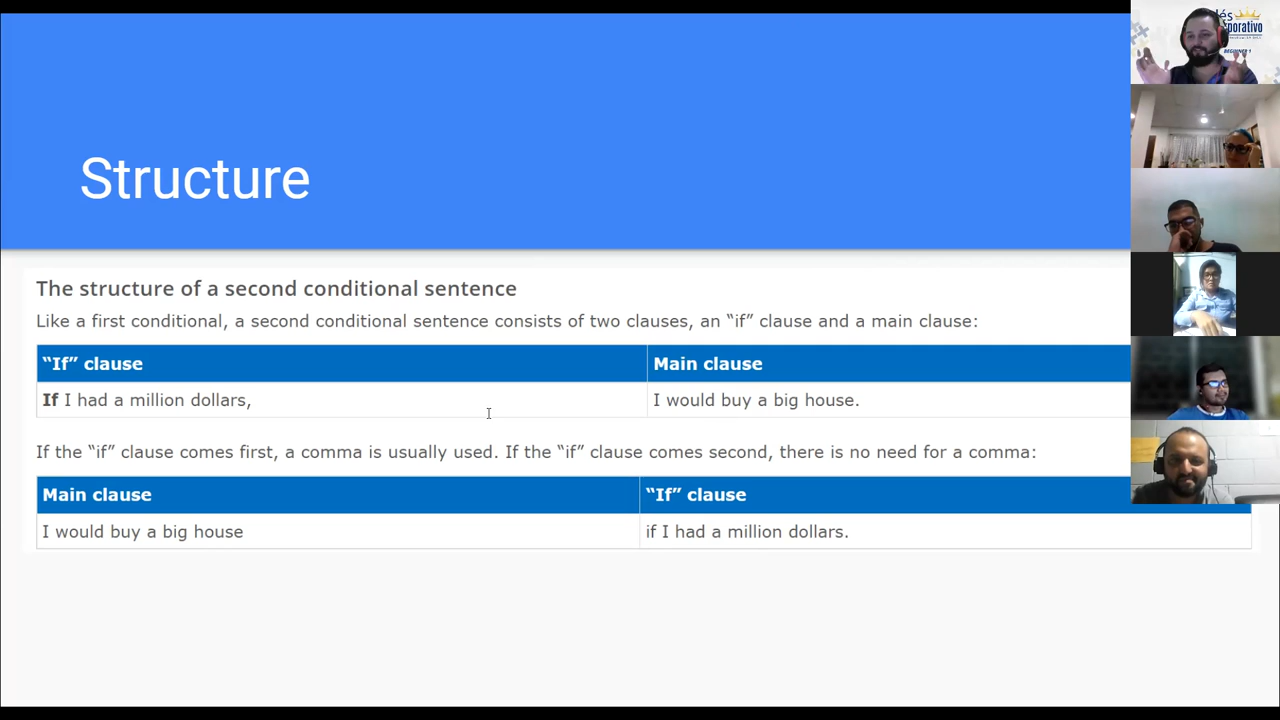 Structure
The structure of a second conditional sentence
Like a first conditional, a second conditional sentence consists of two clauses, an “if” clause and a main clause:
“If” clause Main clause
If I had a million dollars, I would buy a big house.
If the “if” clause comes first, a comma is usually used. If the “if” clause comes second, there is no need for a comma:
Main clause “If” clause
I would buy a big house if I had a million dollars.
BEGINNER 1